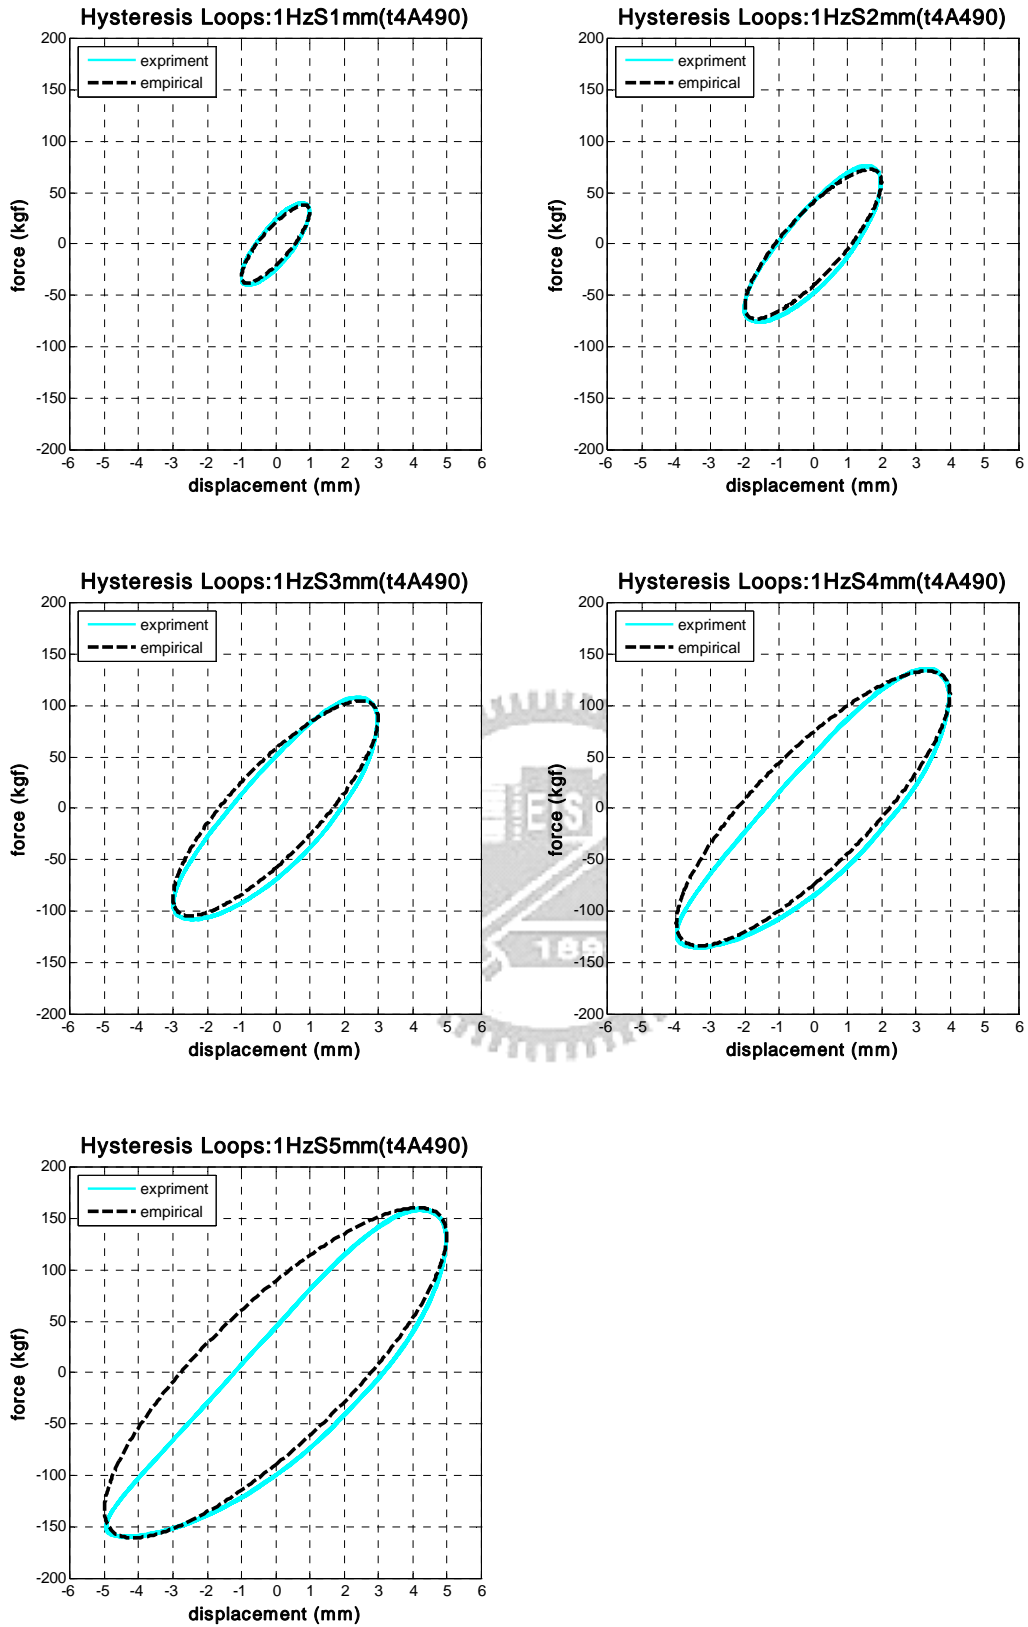 Hysteresis Loops:1HzS1mm(t4A490)
200
150
100
50
0
-50
-100
-150
-200
force (kgf)
expriment
empirical
-6 -5 -4 -3 -2 -1 0 1 2 3 4 5 6
displacement (mm)
Hysteresis Loops:1HzS2mm(t4A490)
200
150
100
50
0
-50
-100
-150
-200
force (kgf)
expriment
empirical
-6 -5 -4 -3 -2 -1 0 1 2 3 4 5 6
displacement (mm)
Hysteresis Loops:1HzS3mm(t4A490)
200
150
100
50
0
-50
-100
-150
-200
force (kgf)
expriment
empirical
-6 -5 -4 -3 -2 -1 0 1 2 3 4 5 6
displacement (mm)
Hysteresis Loops:1HzS4mm(t4A490)
200
150
100
50
0
-50
-100
-150
-200
force (kgf)
expriment
empirical
-6 -5 -4 -3 -2 -1 0 1 2 3 4 5 6
displacement (mm)
189
Hysteresis Loops:1HzS5mm(t4A490)
200
150
100
50
0
-50
-100
-150
-200
force (kgf)
expriment
empirical
-6 -5 -4 -3 -2 -1 0 1 2 3 4 5 6
displacement (mm)